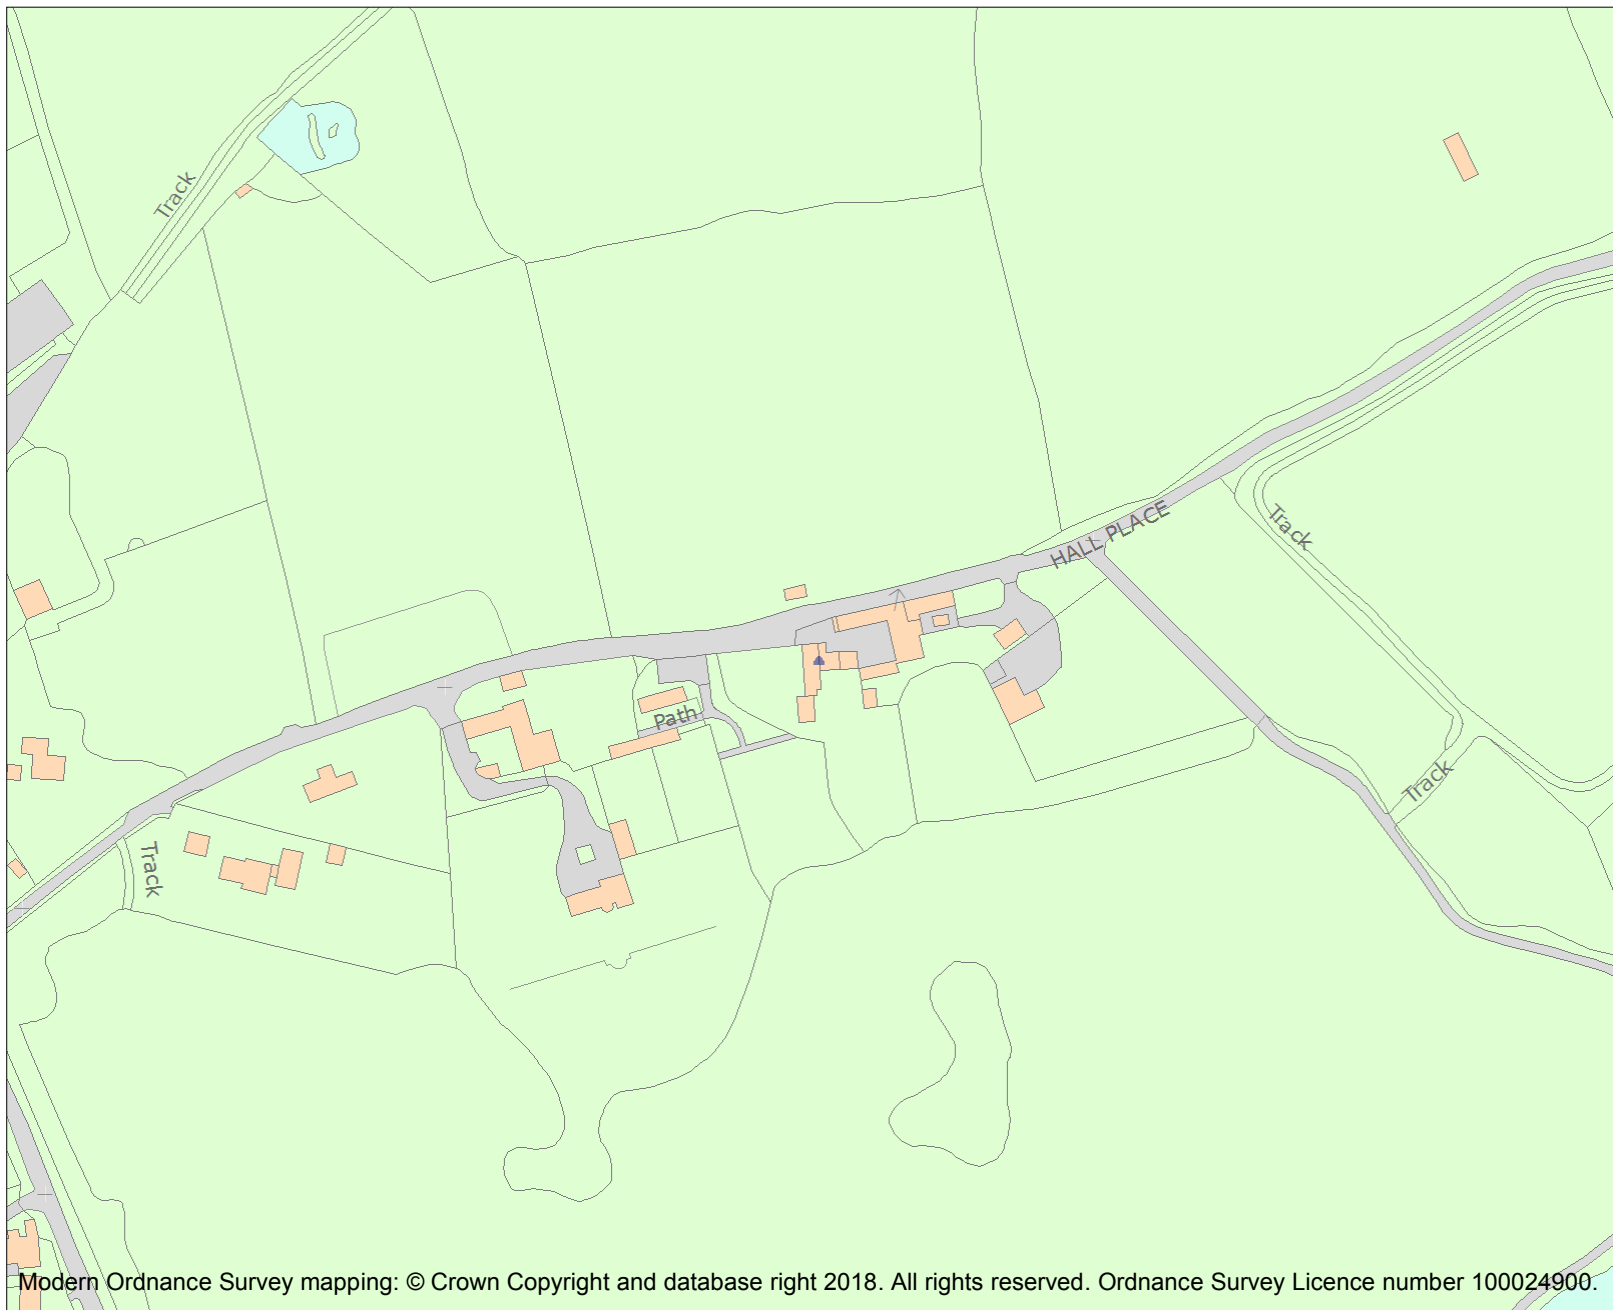 Track
HALL PLACE
Track
Path
Track
Track
Modern Ordnance Survey mapping: © Crown Copyright and database right 2018. All rights reserved. Ordnance Survey Licence number 100024900.